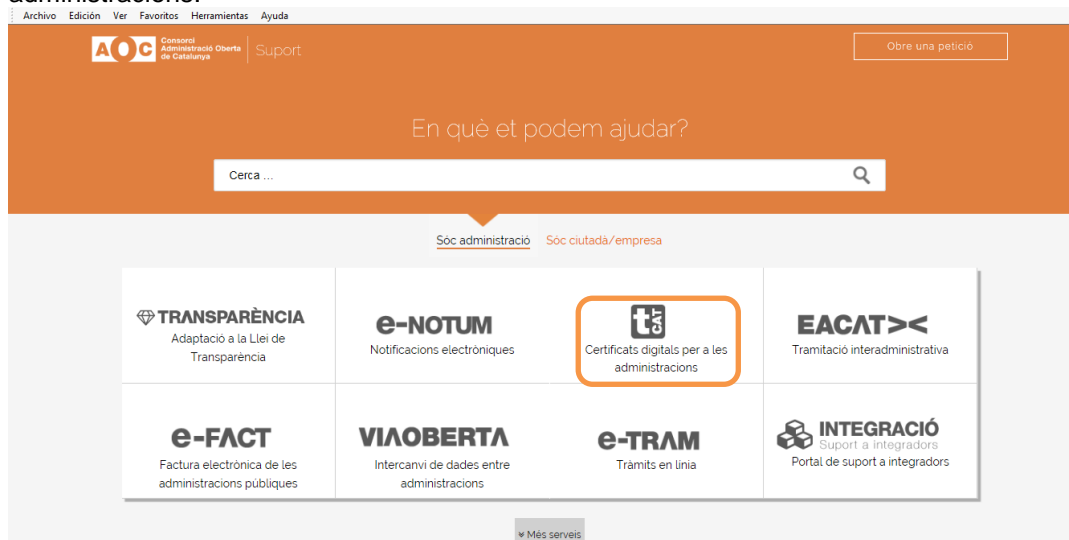 administracions.
Archivo Edición Ver Favoritos Herramientas Ayuda
AOC Consorci
Administració Oberta
de Catalunya
Suport
Obre una petició
En què et podem ajudar?
Cerca ...
Sóc administració Sóc ciutadà/empresa
TRANSPARÈNCIA
Adaptació a la Llei de
Transparència
e-NOTUM
Notificacions electròniques
tCAT
Certificats digitals per a les
administracions
EACAT
Tramitació interadministrativa
e-FACT
Factura electrònica de les
administracions públiques
VIAOBERTA
Intercanvi de dades entre
administracions
e-TRAM
Tràmits en línia
INTEGRACIÓ
Suport a integradors
Portal de suport a integradors
Més serveis